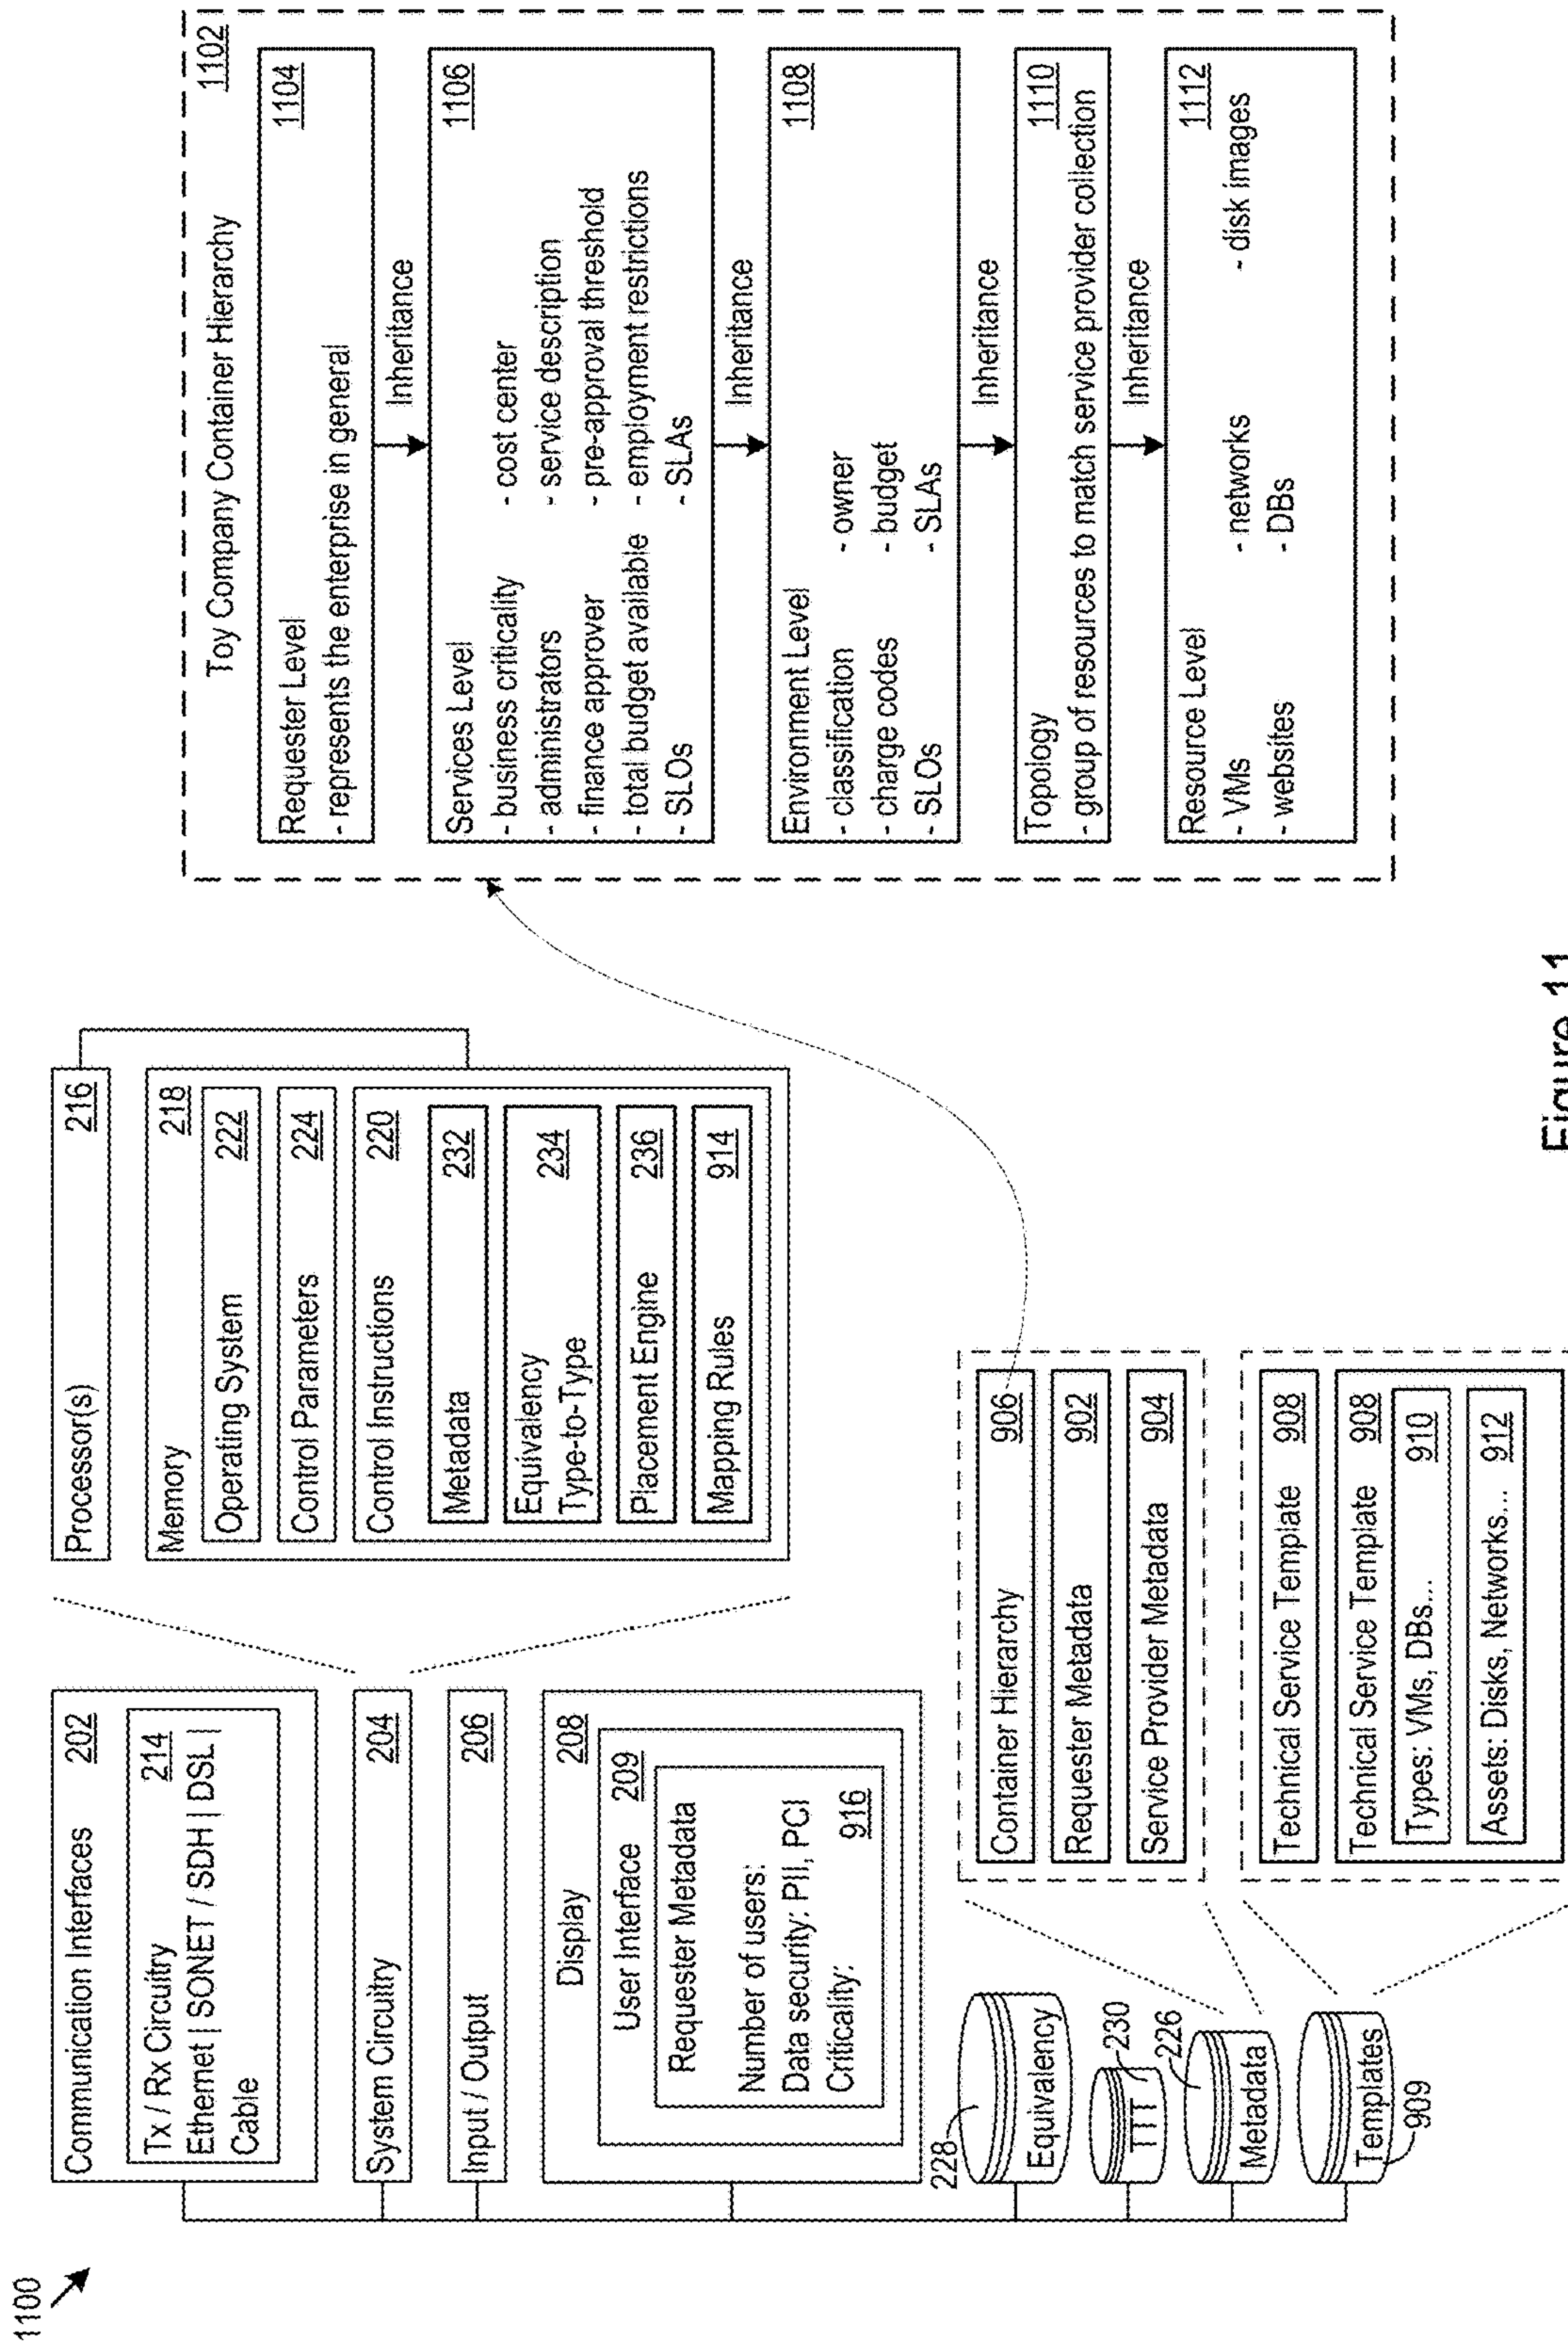 1100
Communication Interfaces 202
Tx / Rx Circuitry 214
Ethernet | SONET / SDH | DSL |
Cable
System Circuitry 204
Input / Output 206
Display 208
User Interface 209
Requester Metadata
Number of users:
Data security: PII, PCI
Criticality: 916
228
Equivalency
TTT
230
226
Metadata
Templates
909
Processor(s) 216
Memory 218
Operating System 222
Control Parameters 224
Control Instructions 220
Metadata 232
Equivalency 234
Type-to-Type
Placement Engine 236
Mapping Rules 914
Container Hierarchy 906
Requester Metadata 902
Service Provider Metadata 904
Technical Service Template 908
Technical Service Template 908
Types: VMs, DBs... 910
Assets: Disks, Networks... 912
Toy Company Container Hierarchy 1102
Requester Level 1104
- represents the enterprise in general
Inheritance
Services Level 1106
- business criticality - cost center
- administrators - service description
- finance approver - pre-approval threshold
- total budget available - employment restrictions
- SLOs - SLAs
Inheritance
Environment Level 1108
- classification - owner
- charge codes - budget
- SLOs - SLAs
Inheritance
Topology 1110
- group of resources to match service provider collection
Inheritance
Resource Level 1112
- VMs - networks - disk images
- websites - DBs
Figure 11